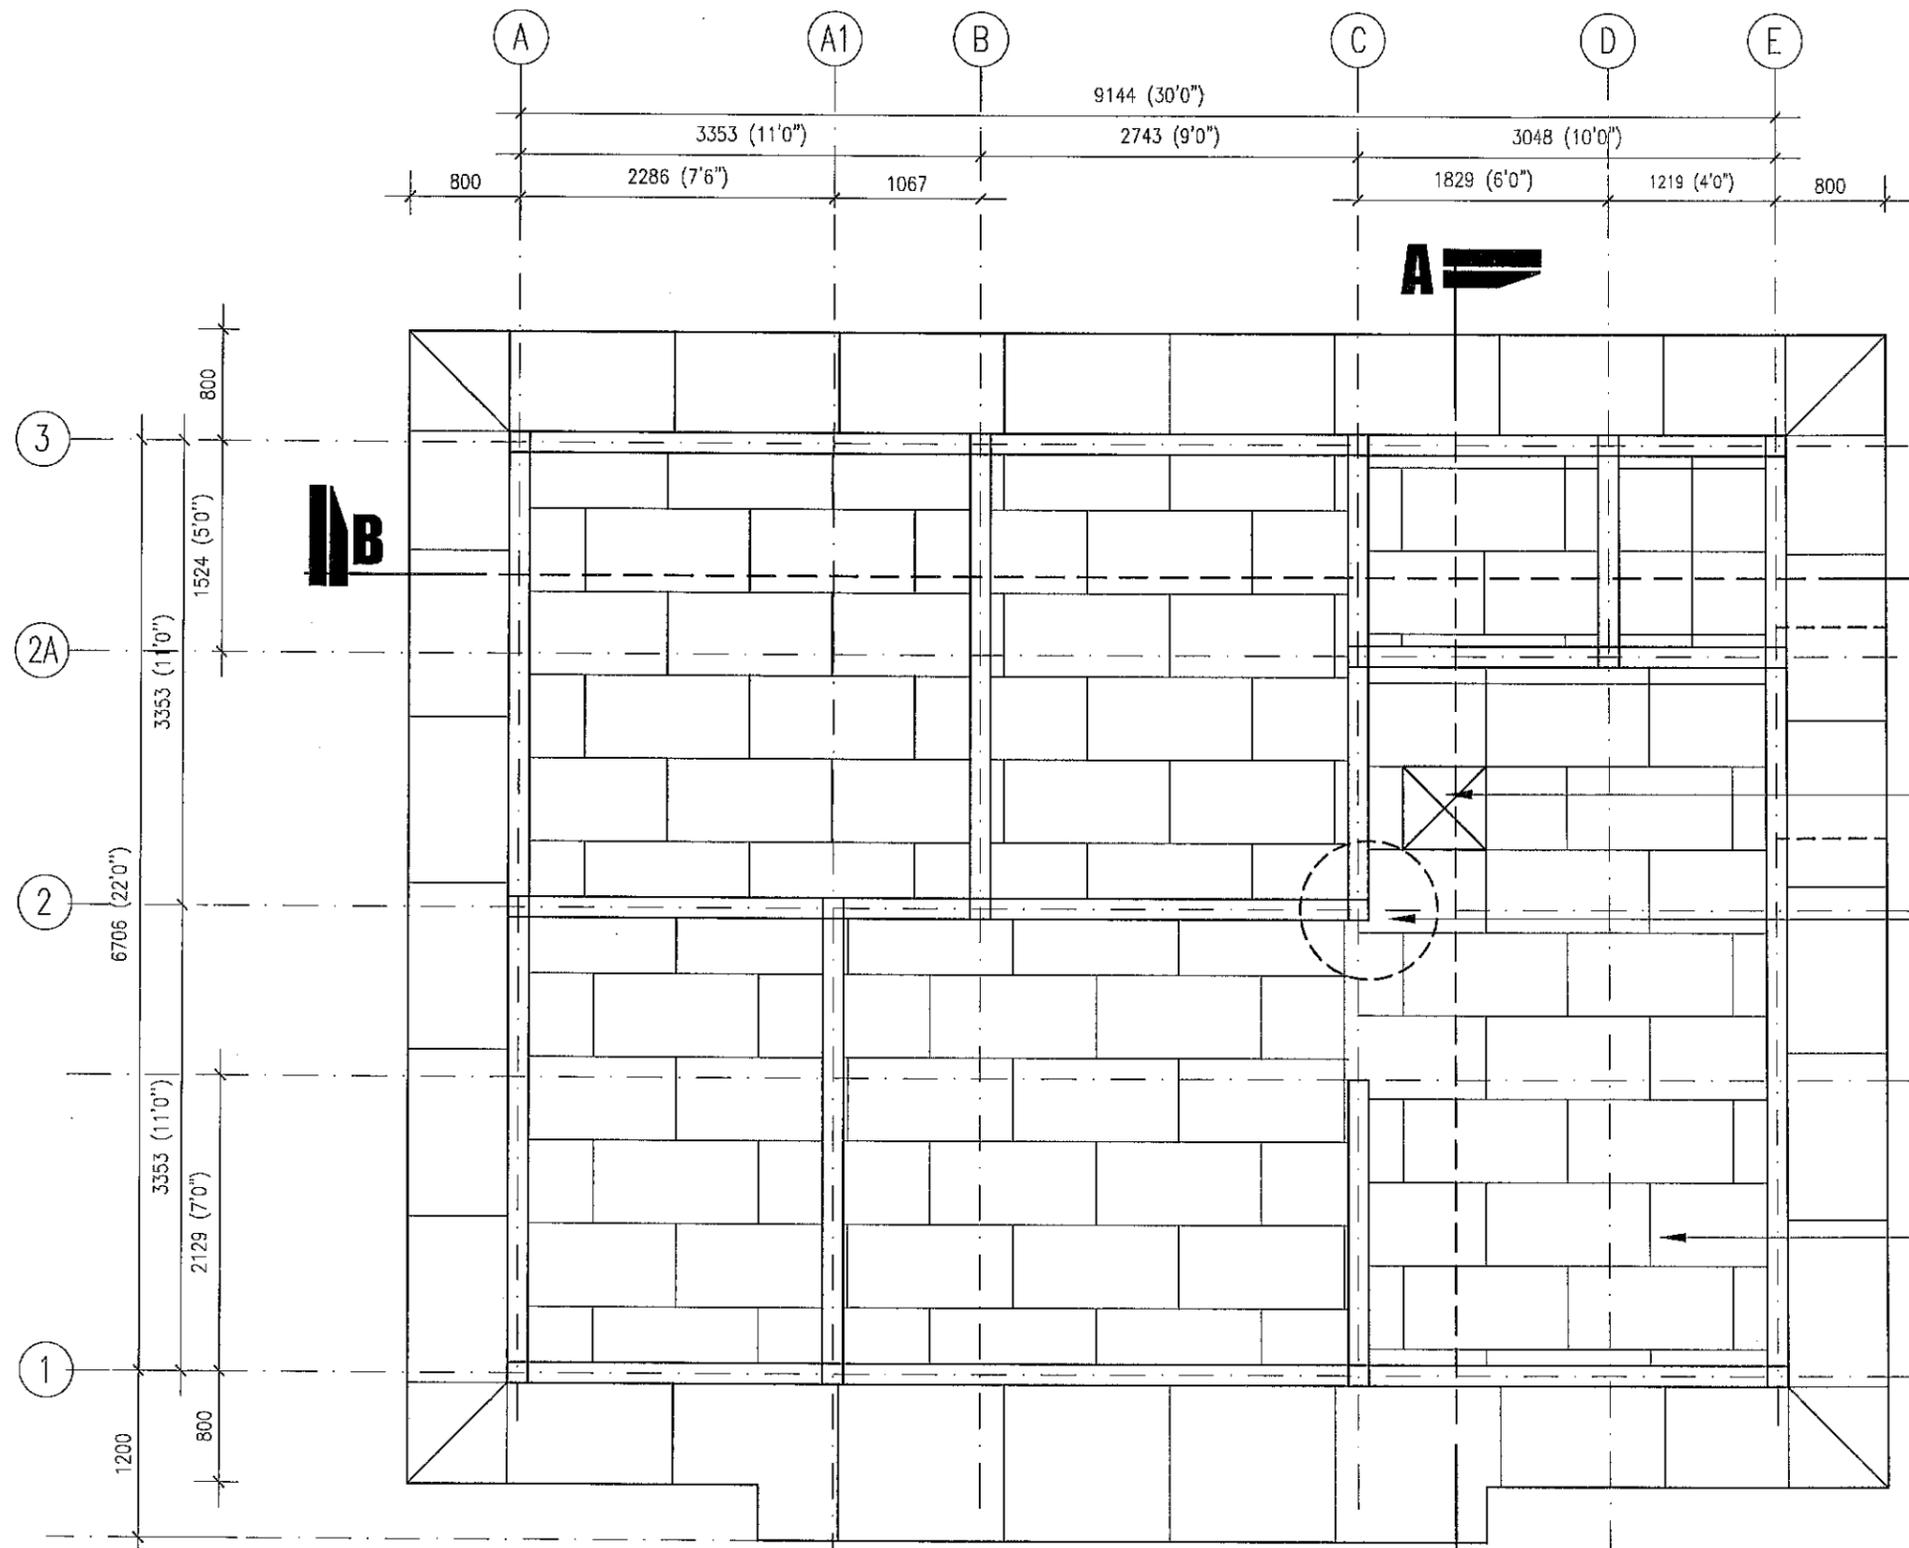 A A1 B C D E
9144 (30'0")
3353 (11'0") 2743 (9'0") 3048 (10'0")
800 2286 (7'6") 1067 1829 (6'0") 1219 (4'0") 800
A
800
3
1524 (5'0")
B
3353 (11'0")
2A
6706 (22'0")
2
3353 (11'0")
2129 (7'0")
1
800
1200